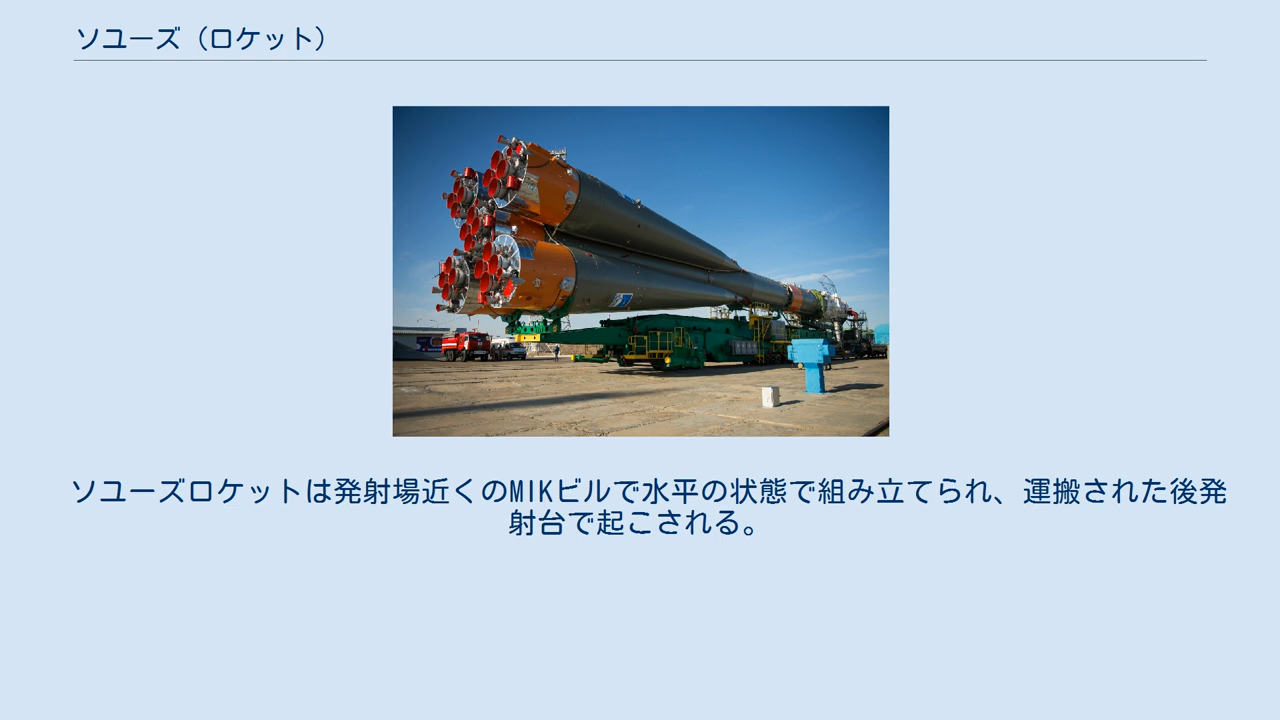 ソユーズ（ロケット）
ソユーズロケットは発射場近くのMIKビルで水平の状態で組み立てられ、運搬された後発
射台で起こされる。